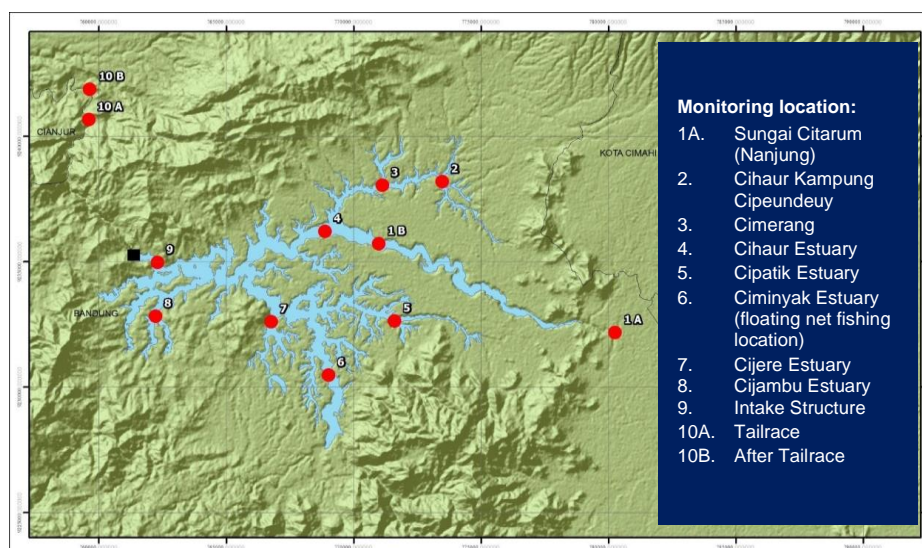 10 B
10 A
CIANJUR
KOTA CIMAHI
2
3
4
1 B
9
8
BANDUNG
7
5
1 A
6
Monitoring location:
1A. Sungai Citarum
(Nanjung)
2. Cihaur Kampung
Cipeundeuy
3. Cimerang
4. Cihaur Estuary
5. Cipatik Estuary
6. Ciminyak Estuary
(floating net fishing
location)
7. Cijere Estuary
8. Cijambu Estuary
9. Intake Structure
10A. Tailrace
10B. After Tailrace